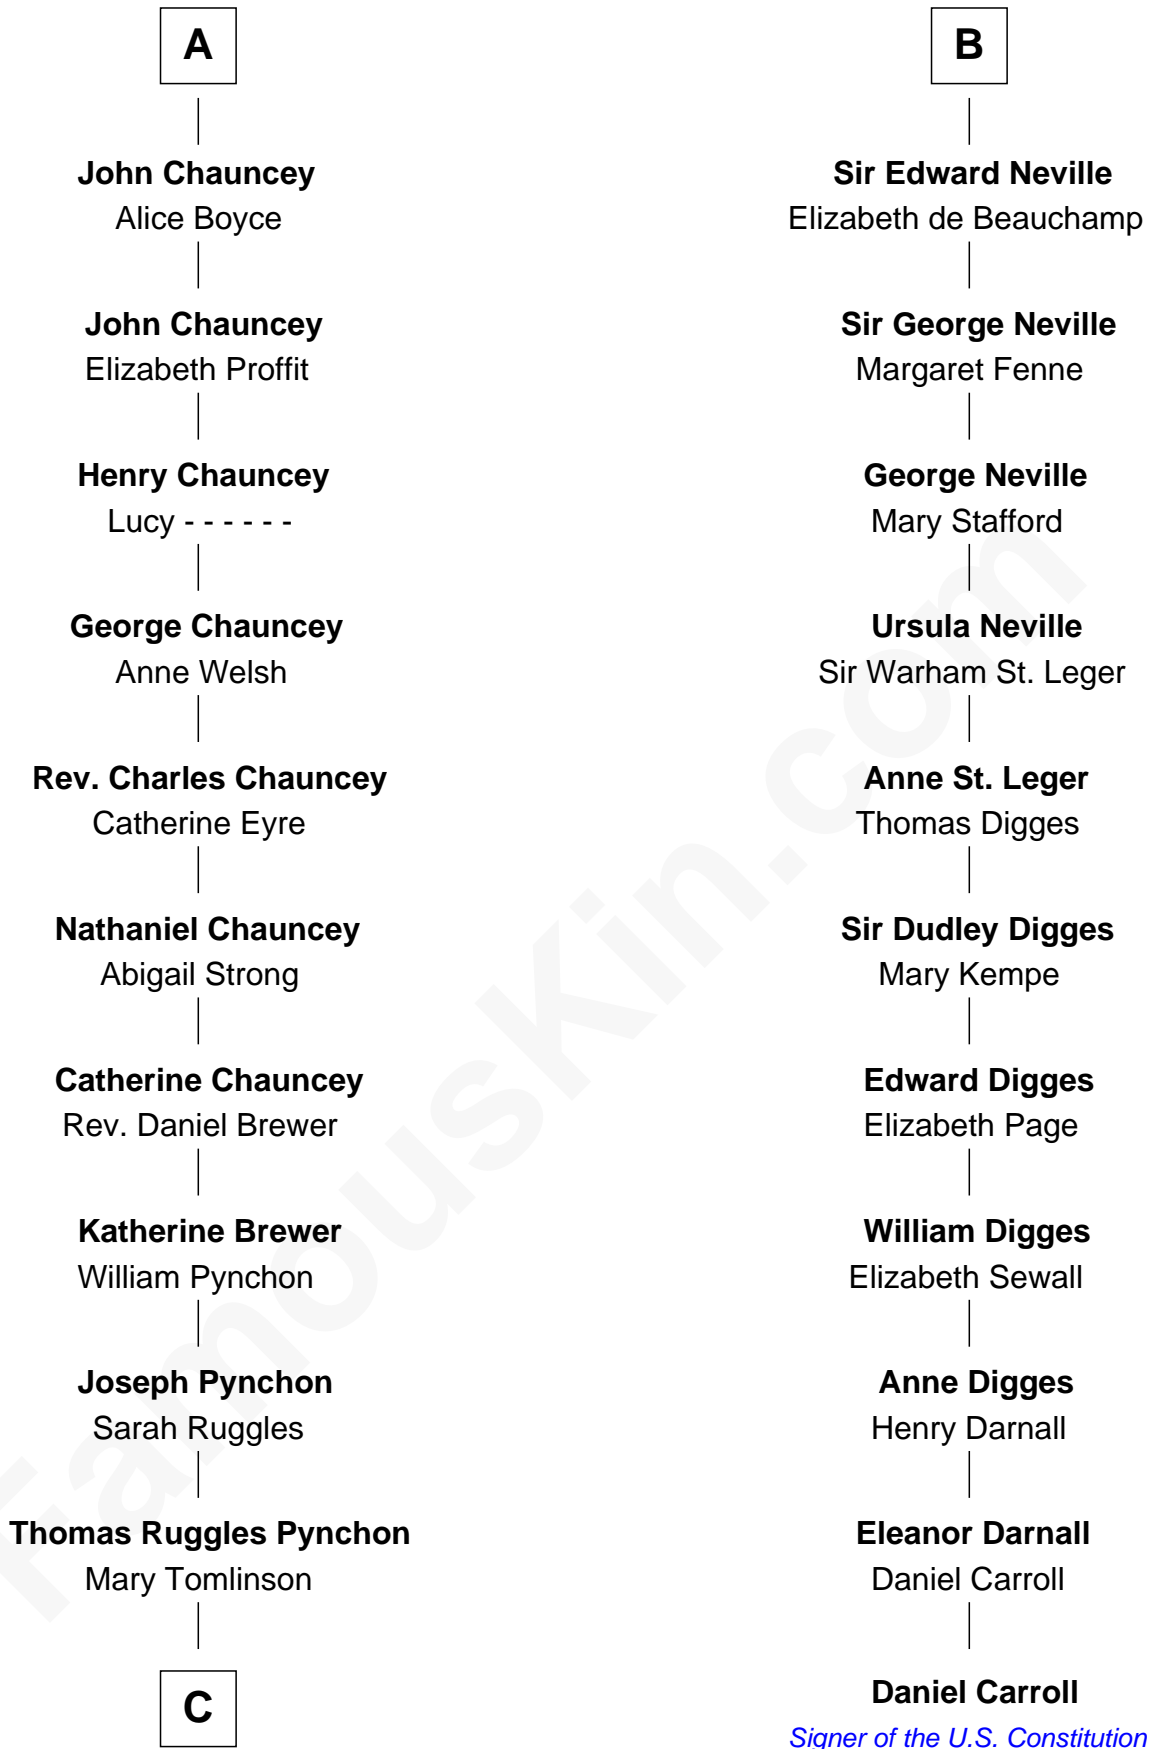 A
John Chauncey
Alice Boyce
John Chauncey
Elizabeth Proffit
Henry Chauncey
Lucy - - - - - -
George Chauncey
Anne Welsh
Rev. Charles Chauncey
Catherine Eyre
Nathaniel Chauncey
Abigail Strong
Catherine Chauncey
Rev. Daniel Brewer
Katherine Brewer
William Pynchon
Joseph Pynchon
Sarah Ruggles
Thomas Ruggles Pynchon
Mary Tomlinson
C
B
Sir Edward Neville
Elizabeth de Beauchamp
Sir George Neville
Margaret Fenne
George Neville
Mary Stafford
Ursula Neville
Sir Warham St. Leger
Anne St. Leger
Thomas Digges
Sir Dudley Digges
Mary Kempe
Edward Digges
Elizabeth Page
William Digges
Elizabeth Sewall
Anne Digges
Henry Darnall
Eleanor Darnall
Daniel Carroll
Daniel Carroll
Signer of the U.S. Constitution
FamousKin.com